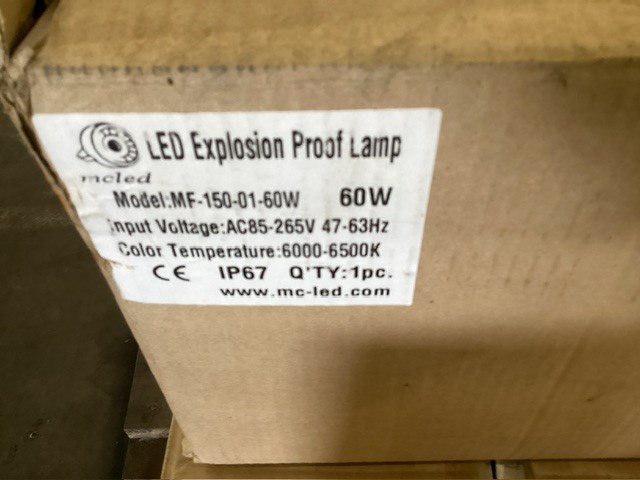 LED Explosion Proof Lamp
mcled
Model:MF-150-01-60W 60W
Input Voltage:AC85-265V 47-63Hz
Color Temperature:6000-6500K
CE IP67 Q'TY:1pc.
www.mc-led.com